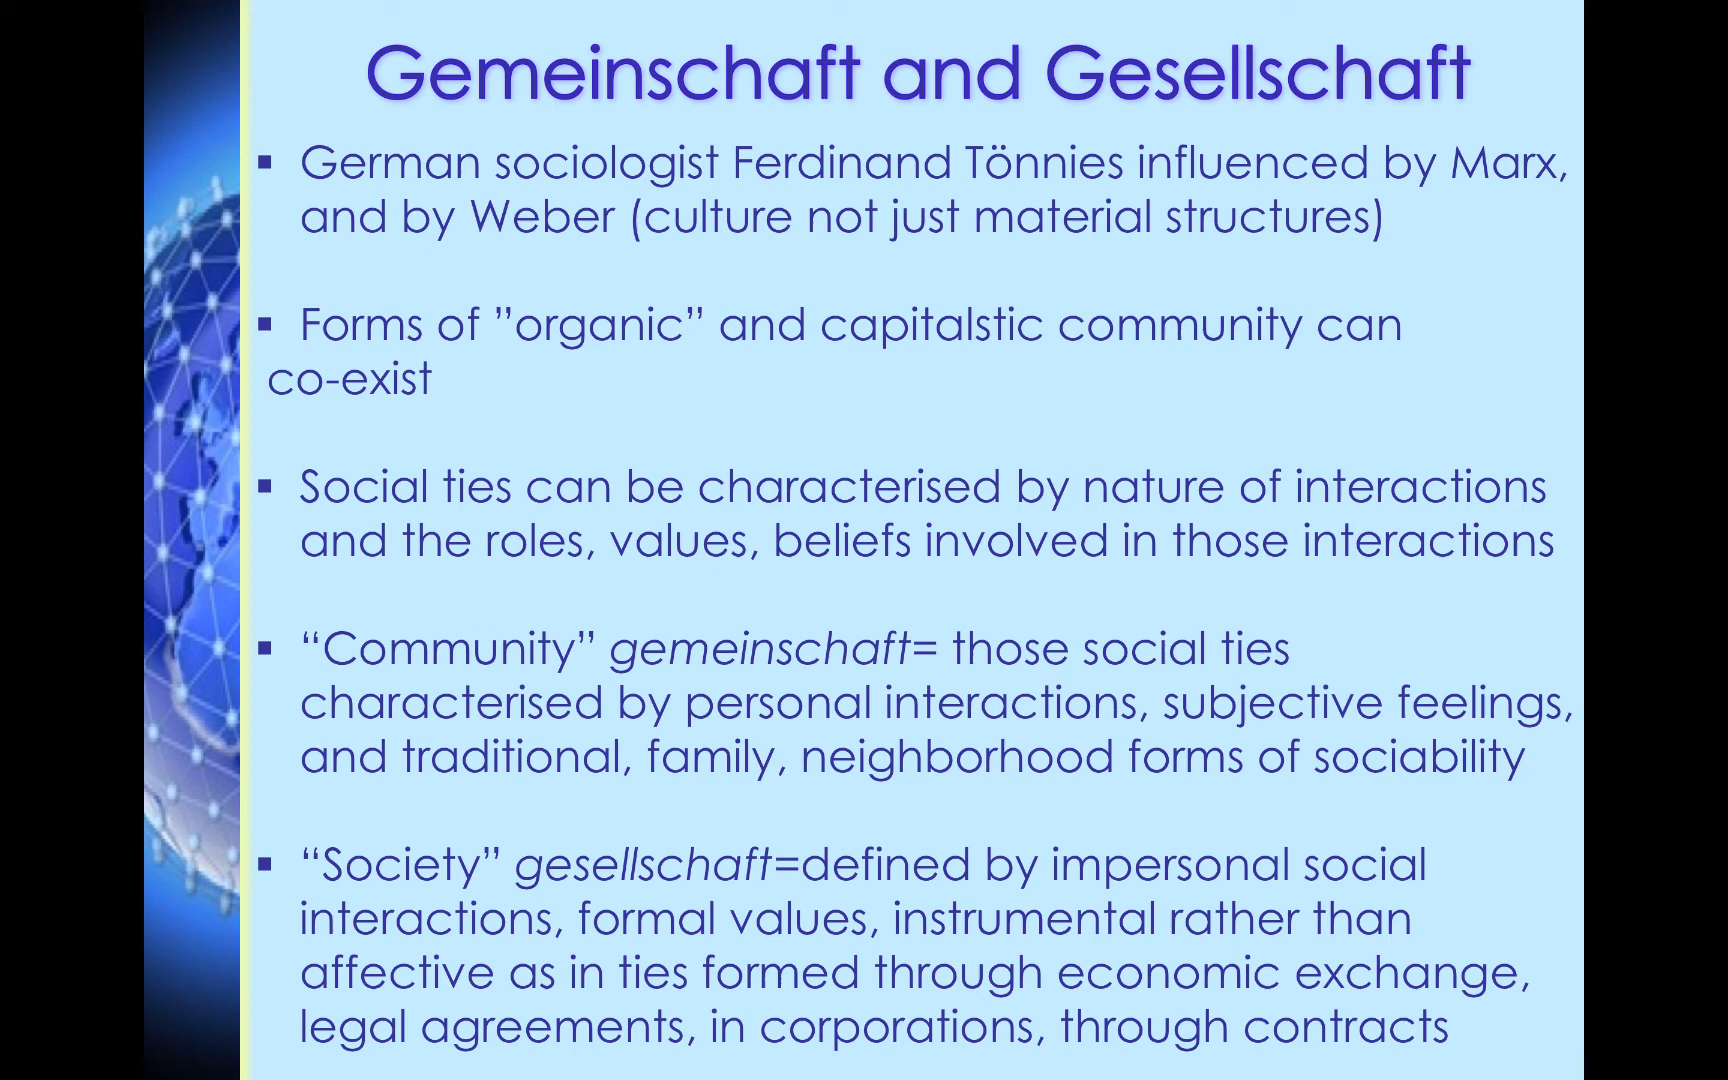 Gemeinschaft and Gesellschaft
▪ German sociologist Ferdinand Tönnies influenced by Marx,
and by Weber (culture not just material structures)
▪ Forms of ”organic” and capitalstic community can
co-exist
▪ Social ties can be characterised by nature of interactions
and the roles, values, beliefs involved in those interactions
▪ “Community” gemeinschaft= those social ties
characterised by personal interactions, subjective feelings,
and traditional, family, neighborhood forms of sociability
▪ “Society” gesellschaft=defined by impersonal social
interactions, formal values, instrumental rather than
affective as in ties formed through economic exchange,
legal agreements, in corporations, through contracts